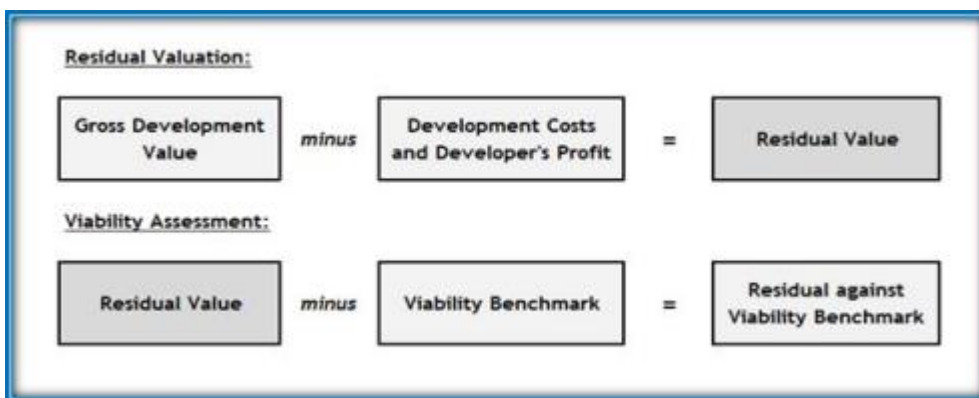 Residual Valuation:
Gross Development
Value
minus
Development Costs
and Developer's Profit
=
Residual Value
Viability Assessment:
Residual Value
minus
Viability Benchmark
=
Residual against
Viability Benchmark